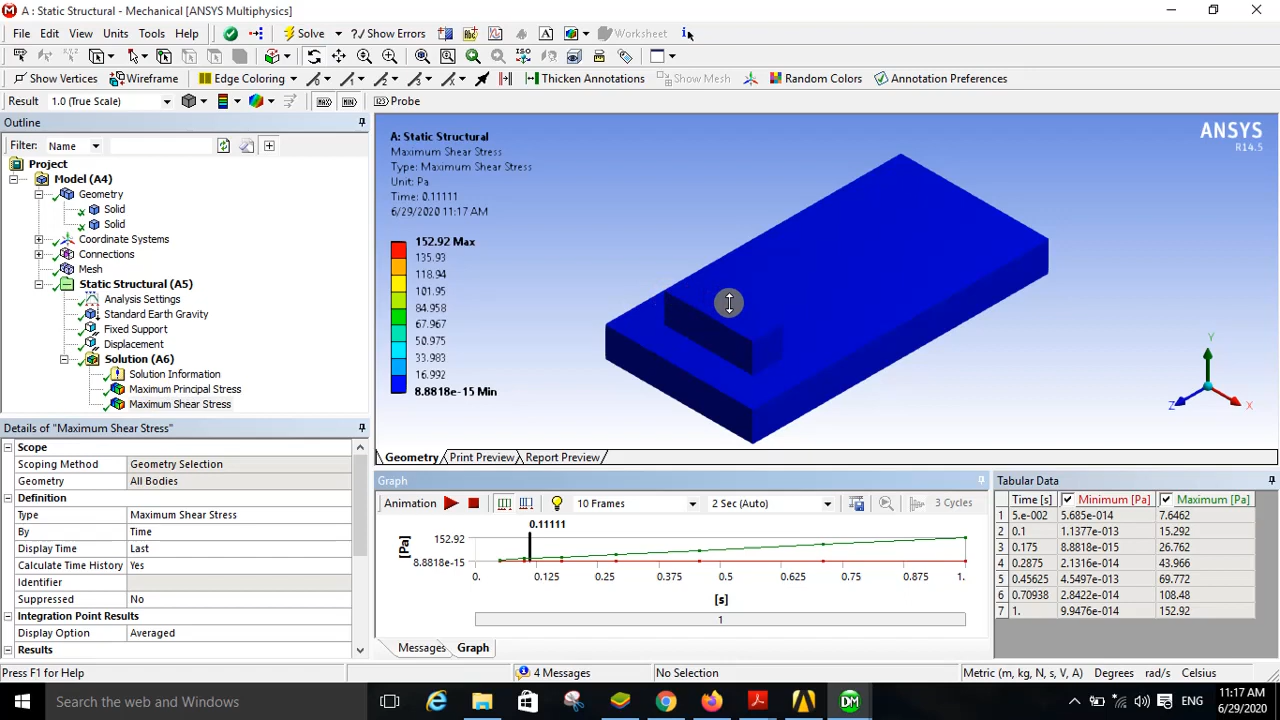 A : Static Structural - Mechanical [ANSYS Multiphysics]
File Edit View Units Tools Help Solve Show Errors Worksheet
Show Vertices Wireframe Edge Coloring Thicken Annotations Show Mesh Random Colors Annotation Preferences
Result 1.0 (True Scale) MAX MIN Probe
Outline
Filter: Name
Project
Model (A4)
Geometry
Solid
Solid
Coordinate Systems
Connections
Mesh
Static Structural (A5)
Analysis Settings
Standard Earth Gravity
Fixed Support
Displacement
Solution (A6)
Solution Information
Maximum Principal Stress
Maximum Shear Stress
A: Static Structural
Maximum Shear Stress
Type: Maximum Shear Stress
Unit: Pa
Time: 0.11111
6/29/2020 11:17 AM
152.92 Max
135.93
118.94
101.95
84.958
67.967
50.975
33.983
16.992
8.8818e-15 Min
ANSYS
R14.5
Y
Z
X
Geometry Print Preview Report Preview
Details of "Maximum Shear Stress"
Scope
Scoping Method Geometry Selection
Geometry All Bodies
Definition
Type Maximum Shear Stress
By Time
Display Time Last
Calculate Time History Yes
Identifier
Suppressed No
Integration Point Results
Display Option Averaged
Results
Graph
Animation 10 Frames 2 Sec (Auto) 3 Cycles
0.11111
[Pa]
152.92
8.8818e-15
0. 0.125 0.25 0.375 0.5 0.625 0.75 0.875 1.
[s]
1
Messages Graph
Tabular Data
Time [s] Minimum [Pa] Maximum [Pa]
1 5.e-002 5.685e-014 7.6462
2 0.1 1.1377e-013 15.292
3 0.175 8.8818e-015 26.762
4 0.2875 2.1316e-014 43.966
5 0.45625 4.5497e-013 69.772
6 0.70938 2.8422e-014 108.48
7 1. 9.9476e-014 152.92
Press F1 for Help 4 Messages No Selection Metric (m, kg, N, s, V, A) Degrees rad/s Celsius
Search the web and Windows
DM
ENG
11:17 AM
6/29/2020